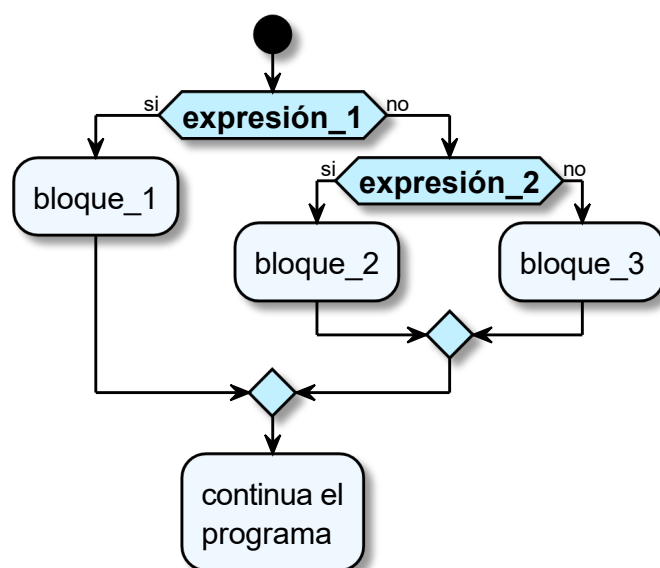 si
expresión_1
no
bloque_1
si
expresión_2
no
bloque_2
bloque_3
continua el
programa